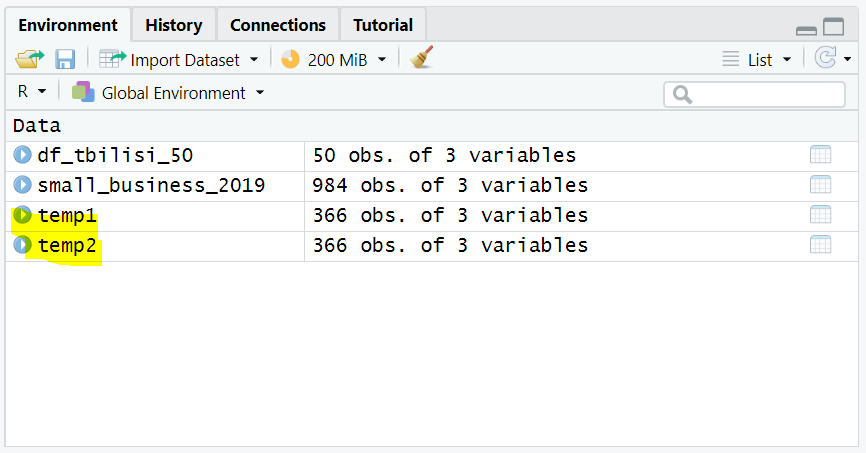 Environment History Connections Tutorial
Import Dataset 200 MiB List
R Global Environment
Data
df_tbilisi_50 50 obs. of 3 variables
small_business_2019 984 obs. of 3 variables
temp1 366 obs. of 3 variables
temp2 366 obs. of 3 variables